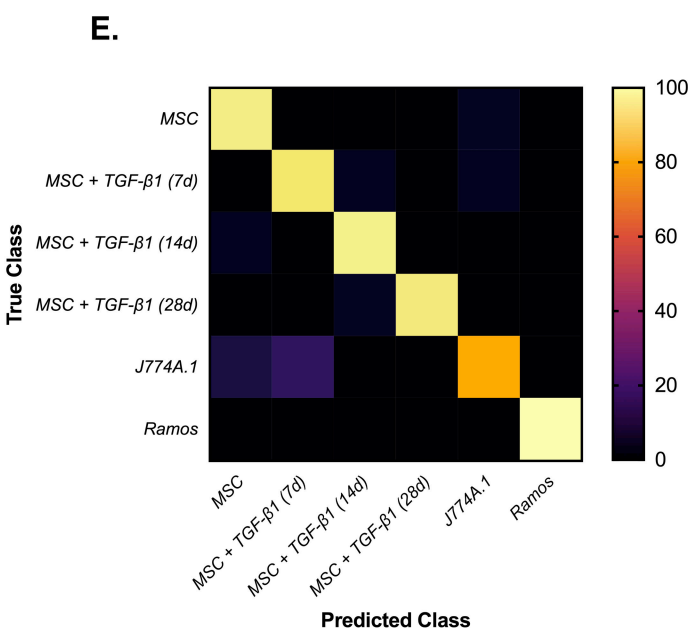 E.
MSC
MSC + TGF-β1 (7d)
MSC + TGF-β1 (14d)
MSC + TGF-β1 (28d)
J774A.1
Ramos
True Class
100
80
60
40
20
0
MSC
MSC + TGF-β1 (7d)
MSC + TGF-β1 (14d)
MSC + TGF-β1 (28d)
J774A.1
Ramos
Predicted Class